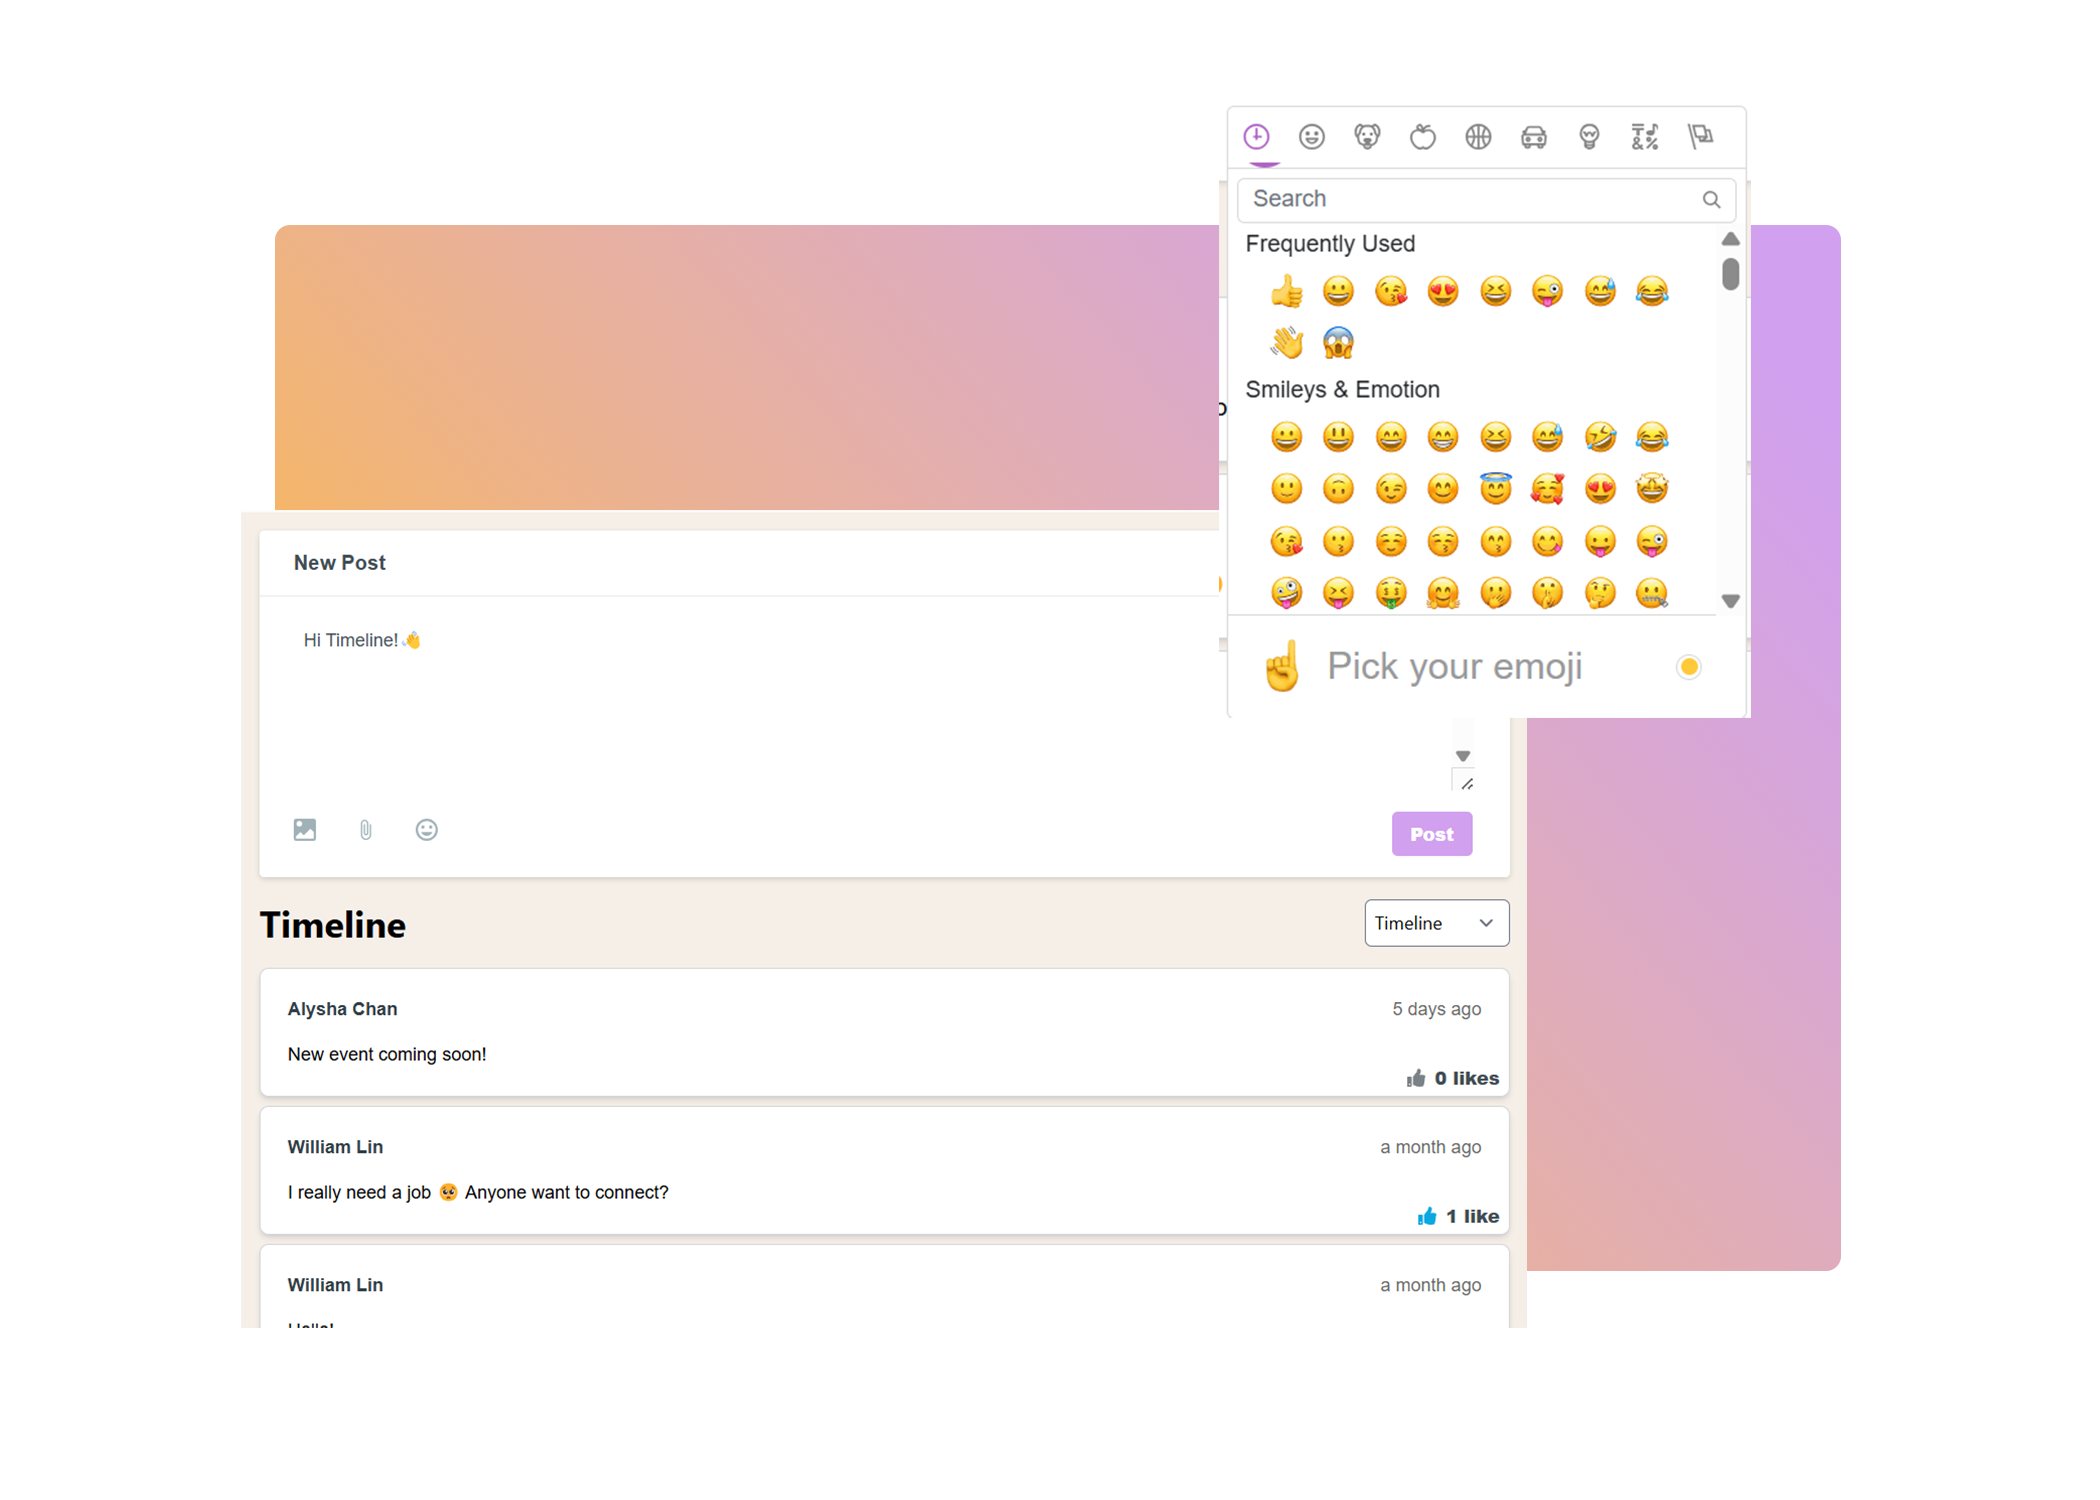 Search
Frequently Used
Smileys & Emotion
Pick your emoji
New Post
Hi Timeline!👋
Post
Timeline
Timeline
Alysha Chan
5 days ago
New event coming soon!
0 likes
William Lin
a month ago
I really need a job 🥺 Anyone want to connect?
1 like
William Lin
a month ago
Hello!